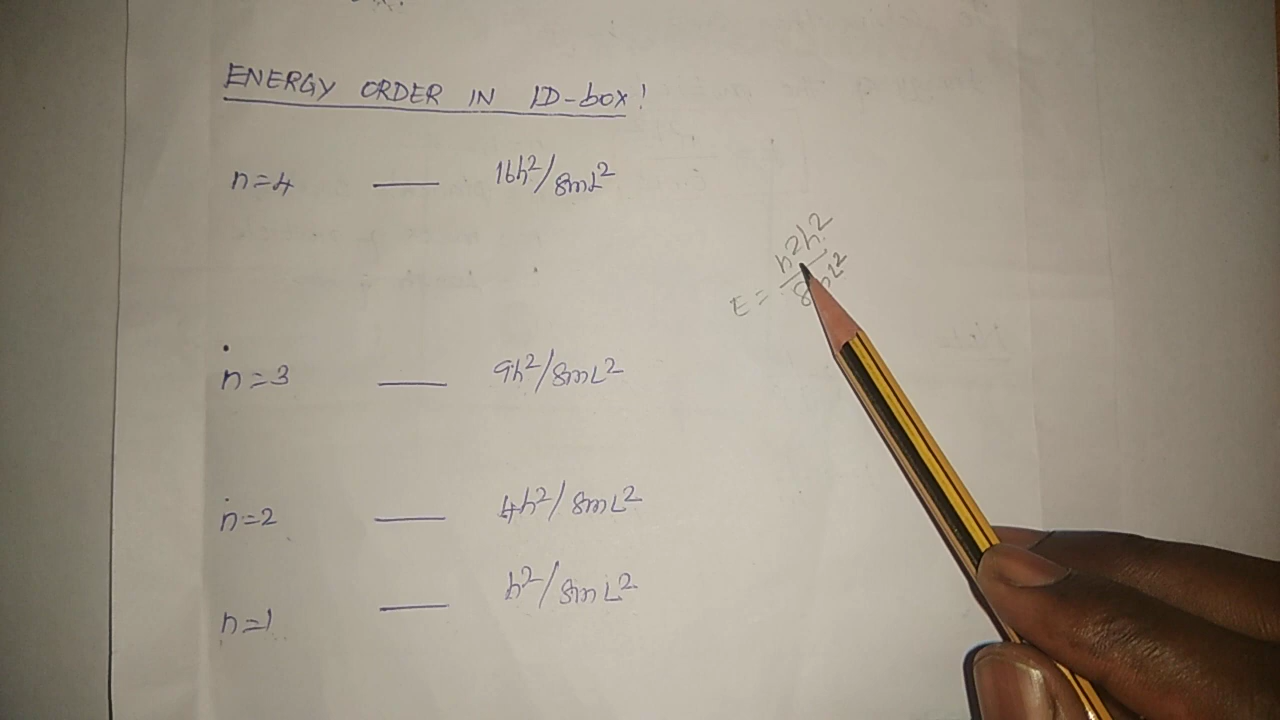 ENERGY ORDER IN 1D-box!
n=4 — 16h²/8mL²
E = n²h²/8mL²
n=3 — 9h²/8mL²
n=2 — 4h²/8mL²
n=1 — h²/8mL²